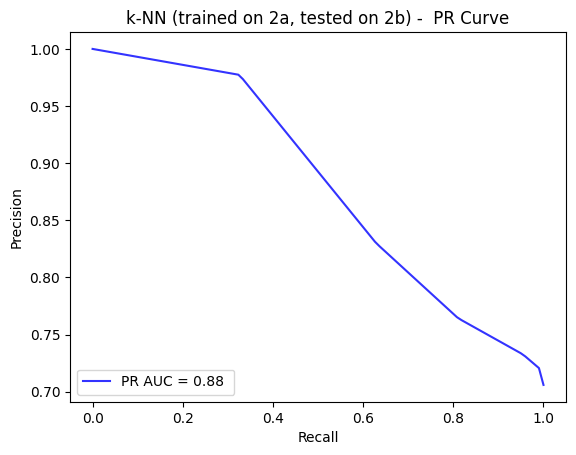 k-NN (trained on 2a, tested on 2b) -  PR Curve
1.00
0.95
0.90
0.85
0.80
0.75
0.70
Precision
PR AUC = 0.88
0.0 0.2 0.4 0.6 0.8 1.0
Recall